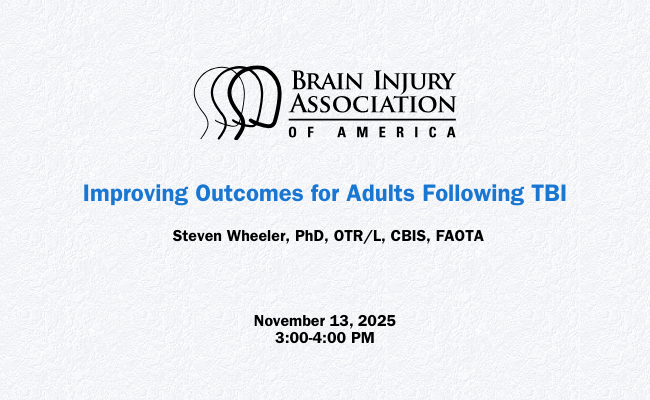 BRAIN INJURY
ASSOCIATION
OF AMERICA
Improving Outcomes for Adults Following TBI
Steven Wheeler, PhD, OTR/L, CBIS, FAOTA
November 13, 2025
3:00-4:00 PM